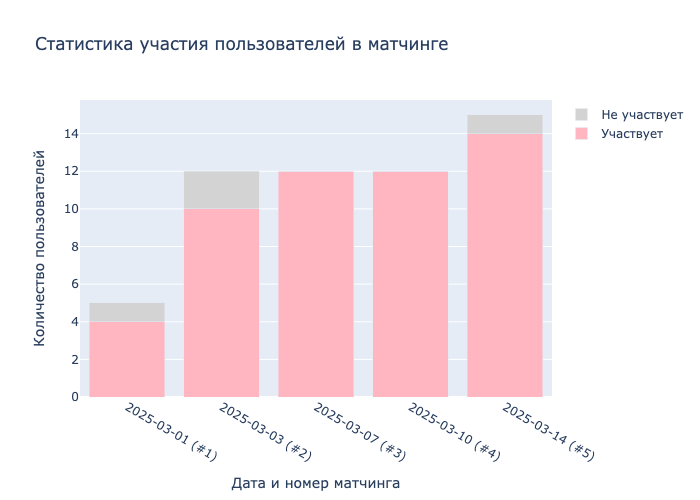 Статистика участия пользователей в матчинге
Не участвует
Участвует
Количество пользователей
14
12
10
8
6
4
2
0
2025-03-01 (#1)
2025-03-03 (#2)
2025-03-07 (#3)
2025-03-10 (#4)
2025-03-14 (#5)
Дата и номер матчинга